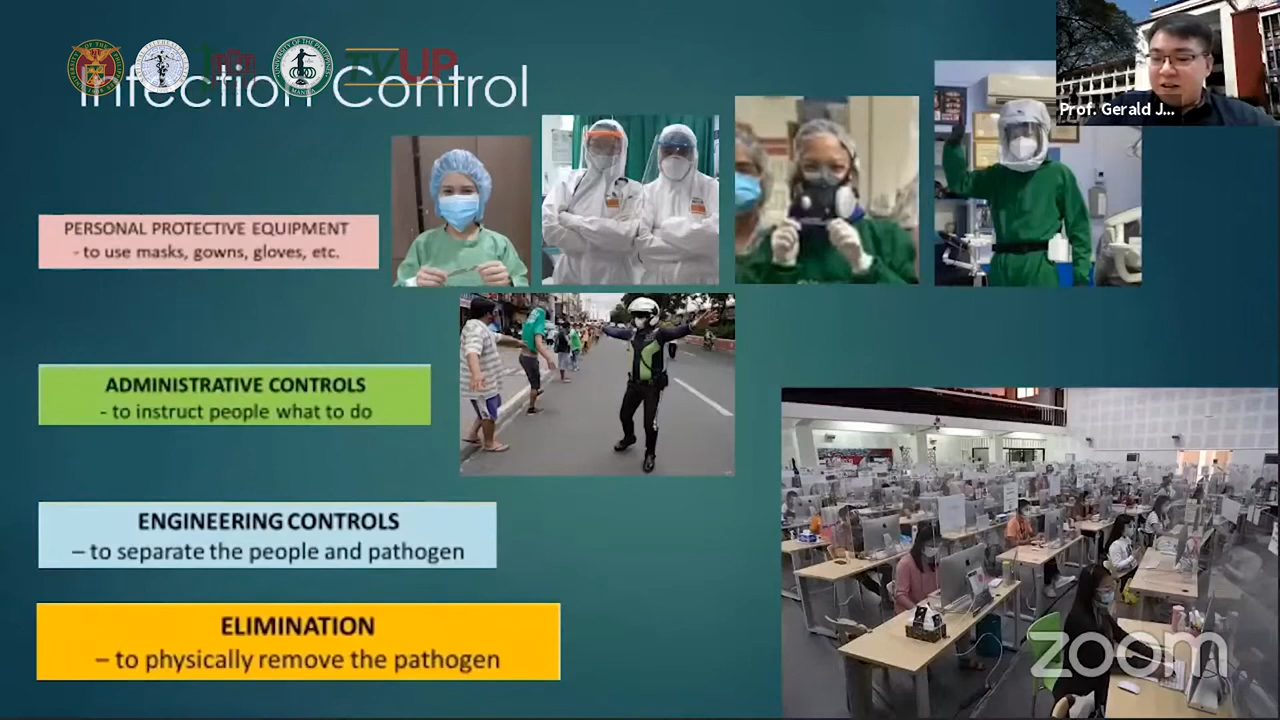 Infection Control
TVUP
Prof. Gerald J...
PERSONAL PROTECTIVE EQUIPMENT
- to use masks, gowns, gloves, etc.
ADMINISTRATIVE CONTROLS
- to instruct people what to do
ENGINEERING CONTROLS
– to separate the people and pathogen
ELIMINATION
– to physically remove the pathogen
zoom